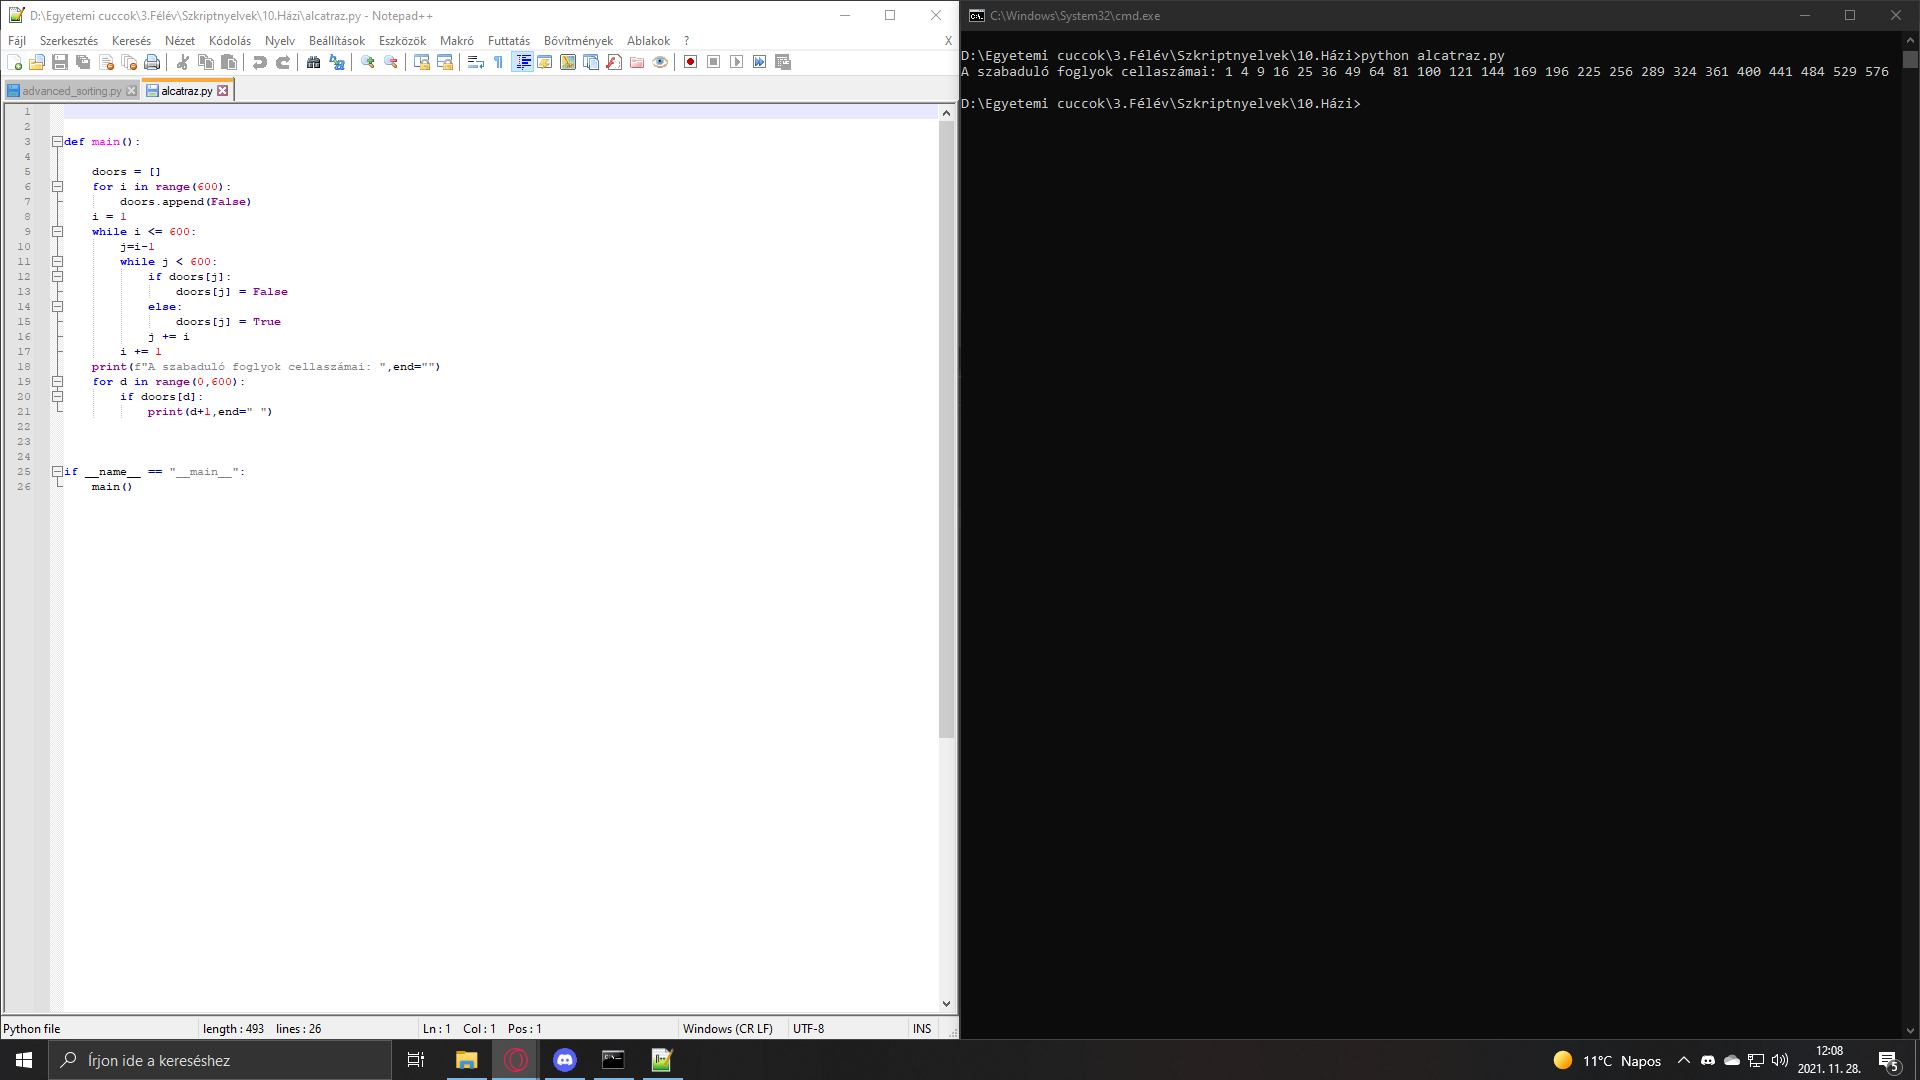 D:\Egyetemi cuccok\3.Félév\Szkriptnyelvek\10.Házi\alcatraz.py - Notepad++
Fájl Szerkesztés Keresés Nézet Kódolás Nyelv Beállítások Eszközök Makró Futtatás Bővítmények Ablakok ? X
advanced_sorting.py alcatraz.py
1
2
3 def main():
4
5 doors = []
6 for i in range(600):
7 doors.append(False)
8 i = 1
9 while i <= 600:
10 j=i-1
11 while j < 600:
12 if doors[j]:
13 doors[j] = False
14 else:
15 doors[j] = True
16 j += i
17 i += 1
18 print(f"A szabaduló foglyok cellaszámai: ",end="")
19 for d in range(0,600):
20 if doors[d]:
21 print(d+1,end=" ")
22
23
24
25 if __name__ == "__main__":
26 main()
Python file length : 493 lines : 26 Ln : 1 Col : 1 Pos : 1 Windows (CR LF) UTF-8 INS
C:\Windows\System32\cmd.exe
D:\Egyetemi cuccok\3.Félév\Szkriptnyelvek\10.Házi>python alcatraz.py
A szabaduló foglyok cellaszámai: 1 4 9 16 25 36 49 64 81 100 121 144 169 196 225 256 289 324 361 400 441 484 529 576
D:\Egyetemi cuccok\3.Félév\Szkriptnyelvek\10.Házi>
Írjon ide a kereséshez
11°C Napos
12:08
2021. 11. 28.
5